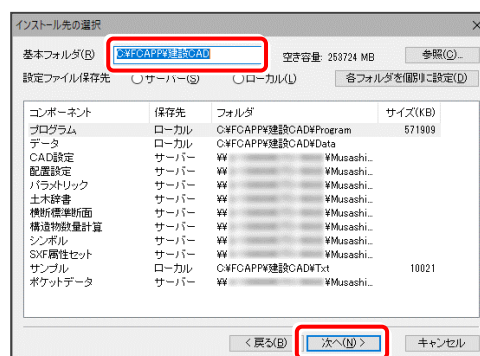 インストール先の選択
基本フォルダ(R) C:¥FCAPP¥建設CAD 空き容量: 253724 MB 参照(C)...
設定ファイル保存先 サーバー(S) ローカル(L) 各フォルダを個別に設定(D)
コンポーネント 保存先 フォルダ サイズ(KB)
プログラム ローカル C:¥FCAPP¥建設CAD¥Program 571909
データ ローカル C:¥FCAPP¥建設CAD¥Data
CAD設定 サーバー ¥¥ ¥Musashi...
配置設定 サーバー ¥¥ ¥Musashi...
パラメトリック サーバー ¥¥ ¥Musashi...
土木辞書 サーバー ¥¥ ¥Musashi...
横断標準断面 サーバー ¥¥ ¥Musashi...
構造物数量計算 サーバー ¥¥ ¥Musashi...
シンボル サーバー ¥¥ ¥Musashi...
SXF属性セット サーバー ¥¥ ¥Musashi...
サンプル ローカル C:¥FCAPP¥建設CAD¥Txt 10021
ポケットデータ サーバー ¥¥ ¥Musashi...
< 戻る(B) 次へ(N) > キャンセル